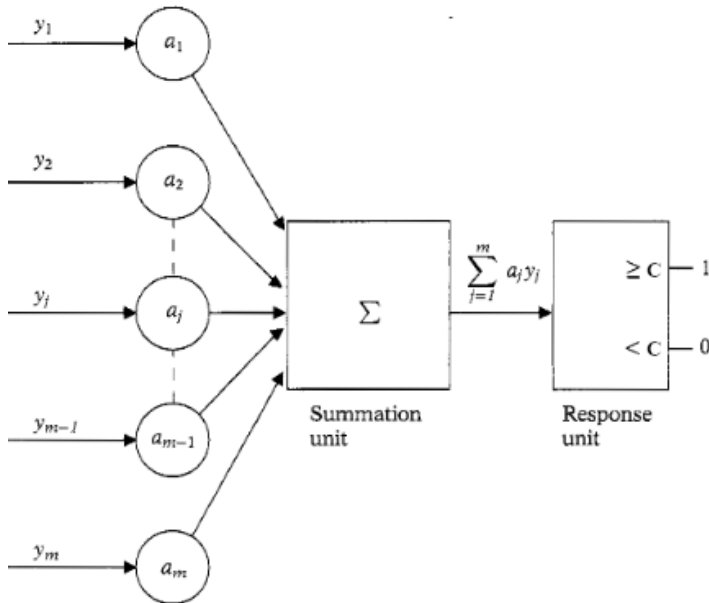 y₁
a₁
y₂
a₂
yⱼ
aⱼ
yₘ₋₁
aₘ₋₁
yₘ
aₘ
Σ
Summation
unit
m
∑ aⱼyⱼ
j=1
≥ C 1
< C 0
Response
unit